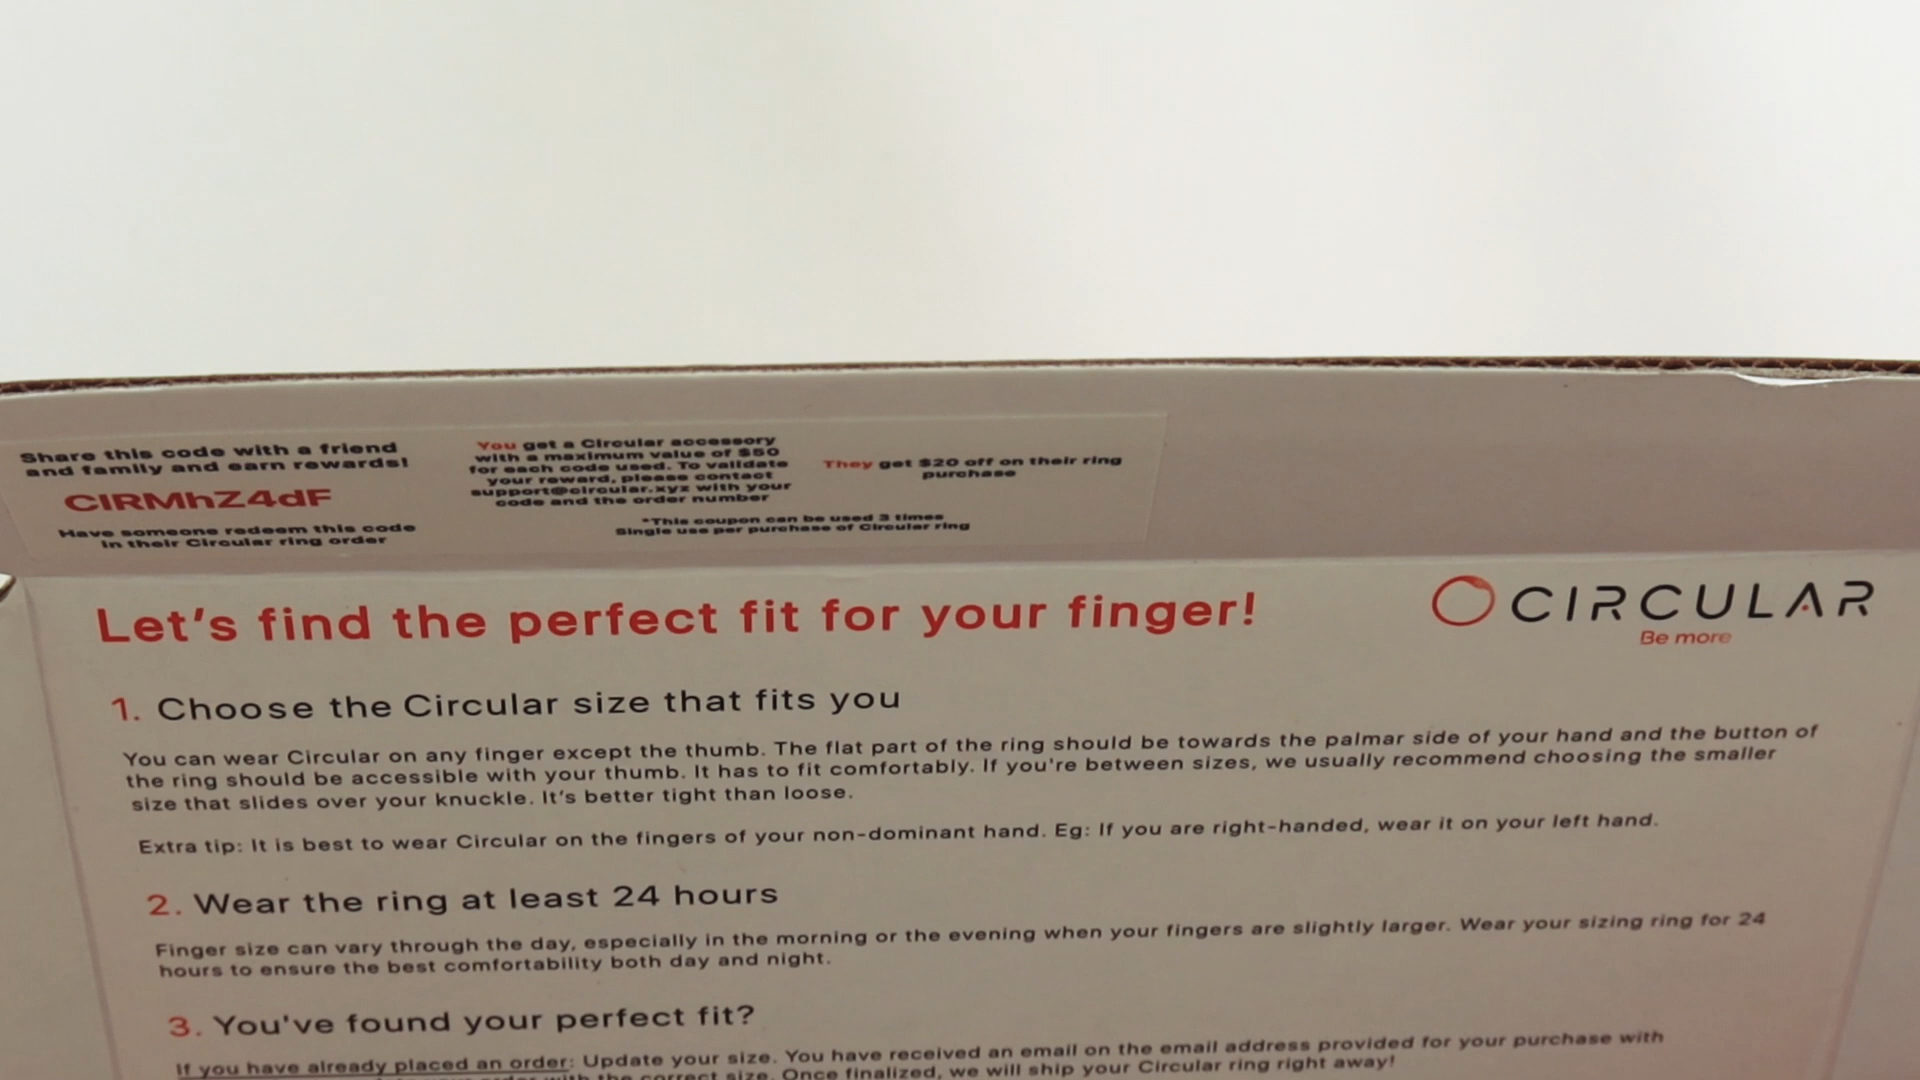 Share this code with a friend
and family and earn rewards!
CIRMhZ4dF
Have someone redeem this code
in their Circular ring order
You get a Circular accessory
with a maximum value of $50
for each code used. To validate
your reward, please contact
support@circular.xyz with your
code and the order number
They get $20 off on their ring
purchase
*This coupon can be used 3 times
Single use per purchase of Circular ring
Let's find the perfect fit for your finger!
CIRCULAR
Be more
1. Choose the Circular size that fits you
You can wear Circular on any finger except the thumb. The flat part of the ring should be towards the palmar side of your hand and the button of
the ring should be accessible with your thumb. It has to fit comfortably. If you're between sizes, we usually recommend choosing the smaller
size that slides over your knuckle. It's better tight than loose.
Extra tip: It is best to wear Circular on the fingers of your non-dominant hand. Eg: If you are right-handed, wear it on your left hand.
2. Wear the ring at least 24 hours
Finger size can vary through the day, especially in the morning or the evening when your fingers are slightly larger. Wear your sizing ring for 24
hours to ensure the best comfortability both day and night.
3. You've found your perfect fit?
If you have already placed an order: Update your size. You have received an email on the email address provided for your purchase with
the correct size. Once finalized, we will ship your Circular ring right away!